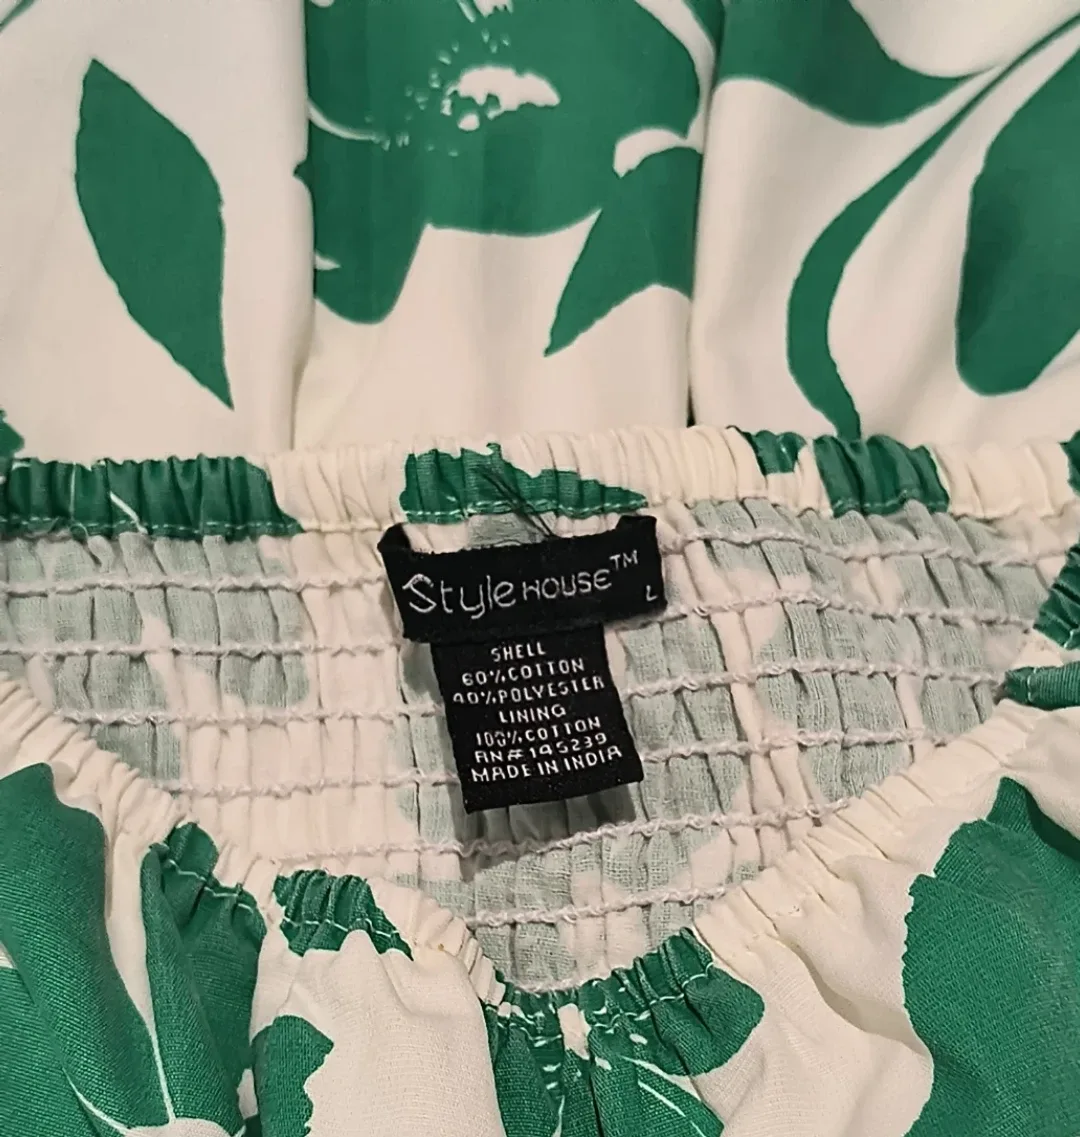 Style House™
L
SHELL
60% COTTON
40% POLYESTER
LINING
100% COTTON
RN# 145239
MADE IN INDIA